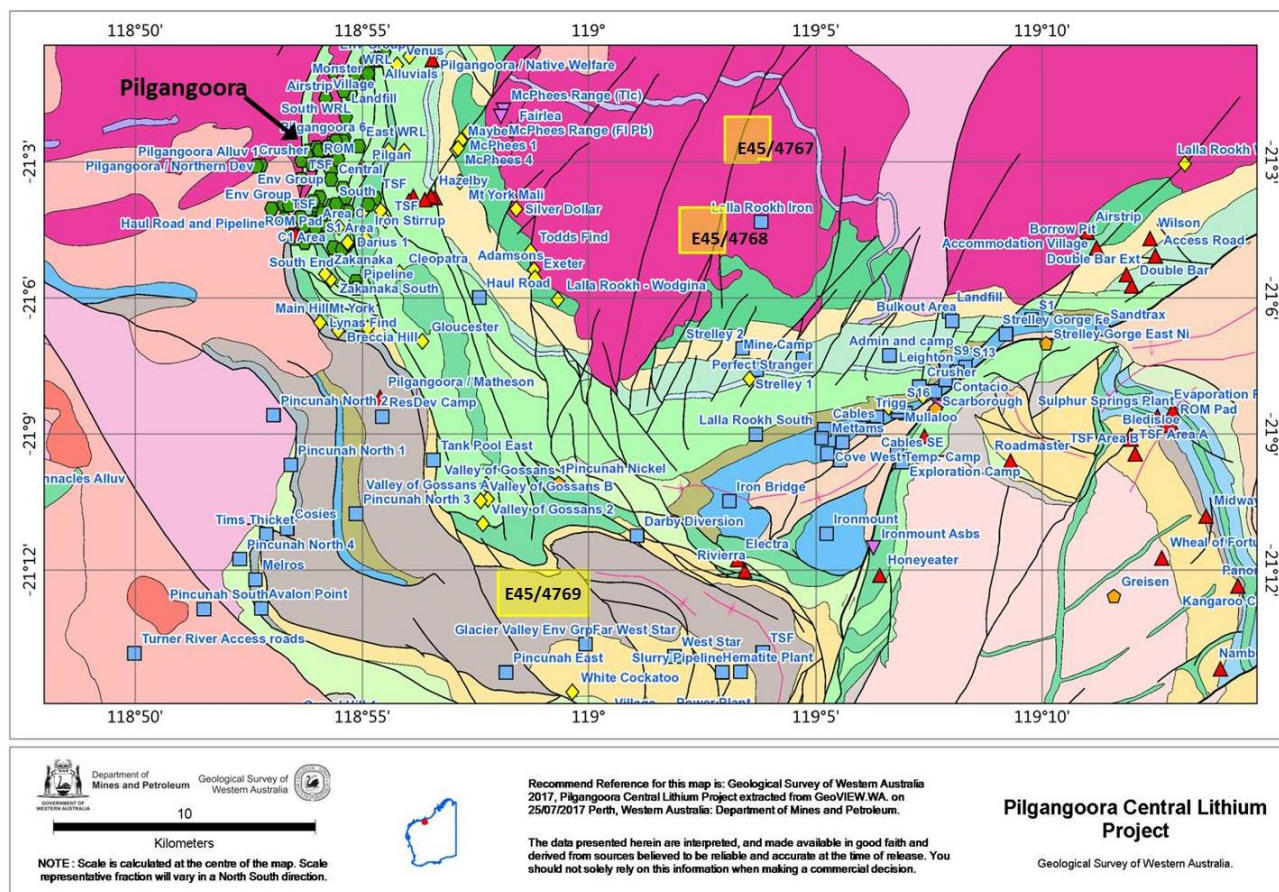 118°50' 118°55' 119° 119°5' 119°10'
Env Group Venus
WRL
Monster Alluvials Pilgangoora / Native Welfare
Pilgangoora
Airstrip Village
Landfill
McPhees Range (Tlc)
South WRL
Fairlea
Pilgangoora 6 East WRL
Maybe McPhees Range (Fl Pb)
Pilgangoora Alluv 1 Crusher ROM Pilgan McPhees 1
E45/4767
-21°3' Pilgangoora / Northern Dev TSF Central McPhees 4 Lalla Rookh -21°3'
Env Group TSF Hazelby
South
Env Group TSF TSF Mt York Mali
Haul Road and Pipeline ROM Pad Area C Iron Stirrup Silver Dollar Lalla Rookh Iron
Airstrip Wilson
Borrow Pit
C1 Area S1 Area E45/4768
Darius 1 Todds Find
Accommodation Village Access Road
South End Zakanaka Cleopatra Adamsons
Double Bar Ext
Pipeline Exeter
Double Bar
Zakanaka South Haul Road Lalla Rookh - Wodgina
-21°6' Landfill -21°6'
Main Hill Mt York Bulkout Area S1 Sandtrax
Lynas Find Gloucester Strelley Gorge Fe
Breccia Hill Strelley 2 Strelley Gorge East Ni
Mine Camp Admin and camp
S9 S13
Perfect Stranger Leighton
Crusher
Pilgangoora / Matheson Strelley 1 Contacio
Pincunah North 2 ResDev Camp S16 Scarborough Sulphur Springs Plant Evaporation
Trigg ROM Pad
Lalla Rookh South Cables Mullaloo Bledisloe
-21°9' Mettams TSF Area B TSF Area A -21°9'
Pincunah North 1 Tank Pool East Cables SE Roadmaster
Cove West Temp. Camp
Valley of Gossans 1 Pincunah Nickel Exploration Camp
nnacles Alluv Valley of Gossans A Valley of Gossans B
Pincunah North 3 Iron Bridge Midway
Tims Thicket Cosies Valley of Gossans 2 Darby Diversion Ironmount
Pincunah North 4 Electra Ironmount Asbs Wheal of Fortu
Rivierra
Melros Honeyeater Panor
-21°12' Greisen -21°12'
Pincunah South Avalon Point E45/4769 Kangaroo C
Turner River Access roads Glacier Valley Env Grp Far West Star
West Star TSF
Pincunah East Slurry Pipeline Hematite Plant Namb
White Cockatoo
Village Power Plant
118°50' 118°55' 119° 119°5' 119°10'
GOVERNMENT OF
WESTERN AUSTRALIA
Department of
Mines and Petroleum
Geological Survey of
Western Australia
10
Kilometers
NOTE : Scale is calculated at the centre of the map. Scale
representative fraction will vary in a North South direction.
Recommend Reference for this map is: Geological Survey of Western Australia
2017, Pilgangoora Central Lithium Project extracted from GeoVIEW.WA. on
25/07/2017 Perth, Western Australia: Department of Mines and Petroleum.
The data presented herein are interpreted, and made available in good faith and
derived from sources believed to be reliable and accurate at the time of release. You
should not solely rely on this information when making a commercial decision.
Pilgangoora Central Lithium
Project
Geological Survey of Western Australia.